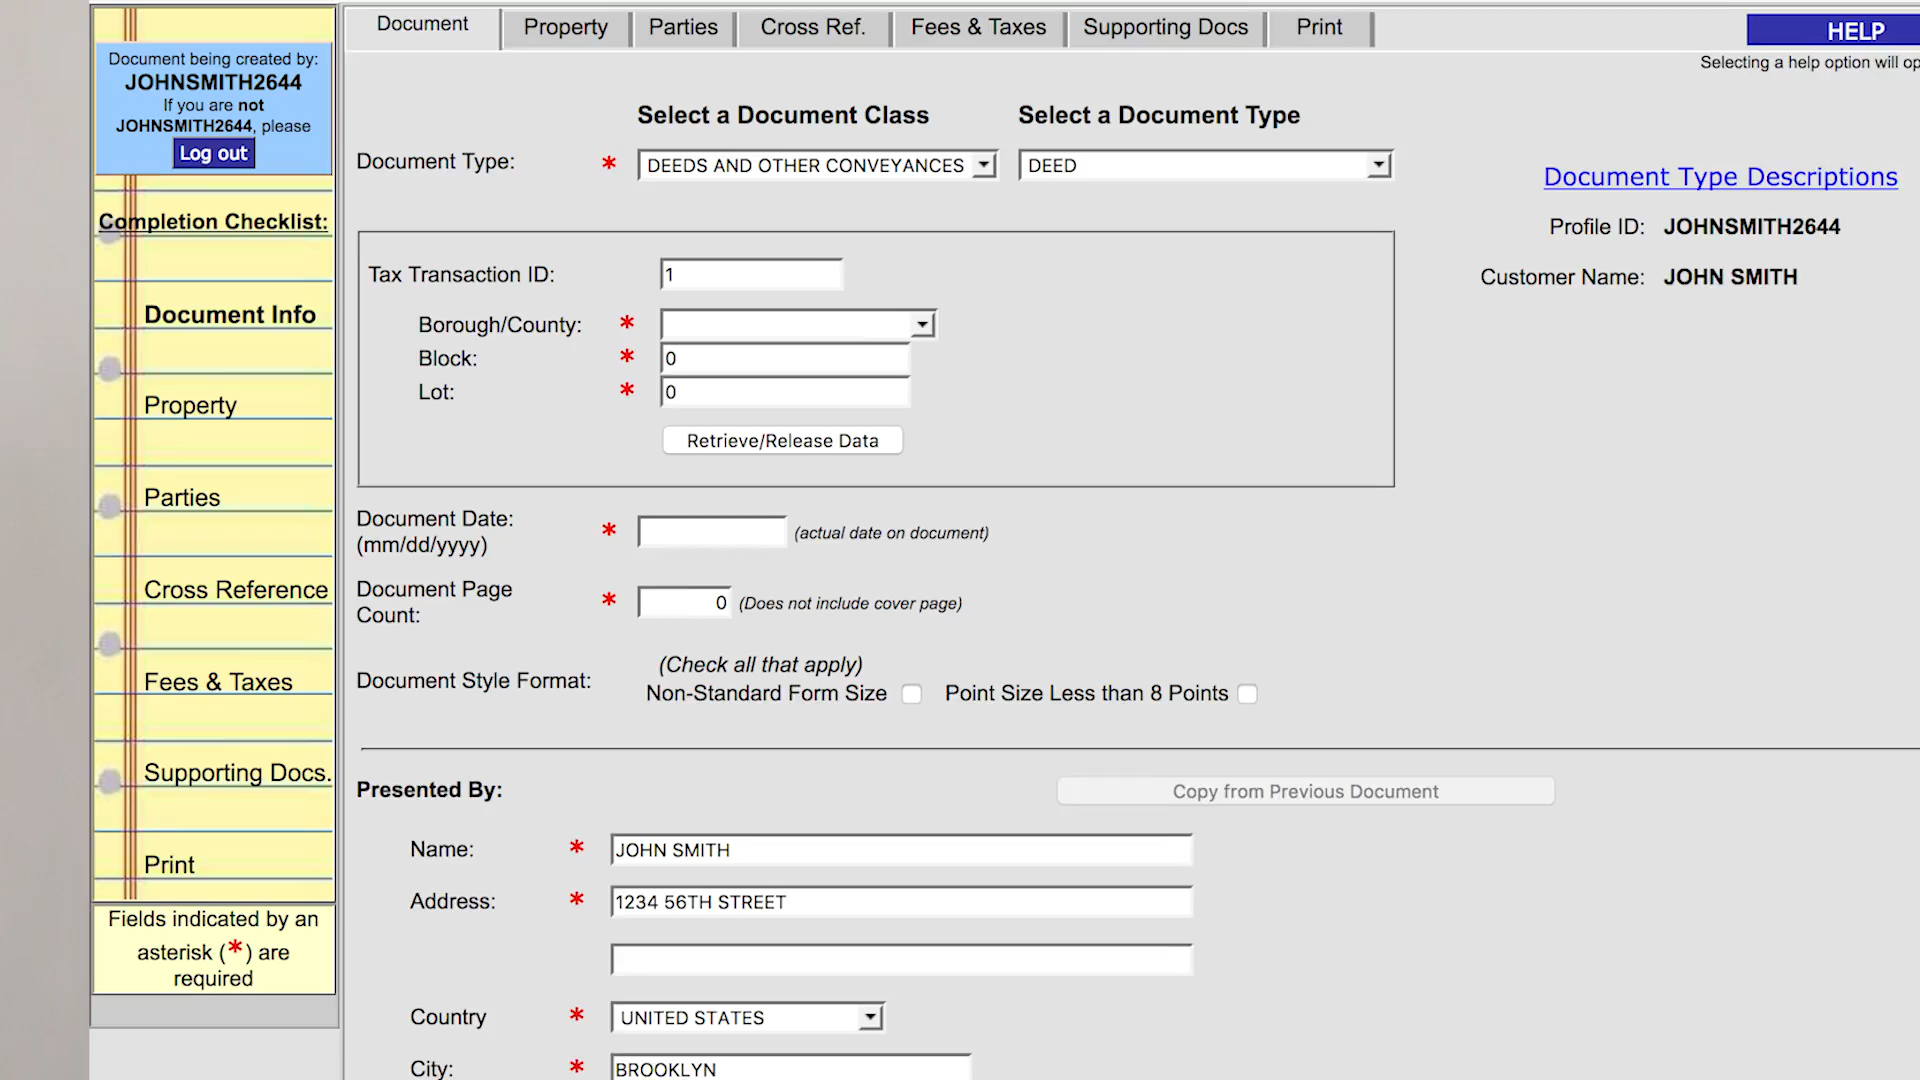 Document being created by:
JOHNSMITH2644
If you are not
JOHNSMITH2644, please
Log out
Completion Checklist:
Document Info
Property
Parties
Cross Reference
Fees & Taxes
Supporting Docs.
Print
Fields indicated by an
asterisk (*) are
required
Document Property Parties Cross Ref. Fees & Taxes Supporting Docs Print
HELP
Selecting a help option will op
Select a Document Class Select a Document Type
Document Type: * DEEDS AND OTHER CONVEYANCES DEED
Document Type Descriptions
Profile ID: JOHNSMITH2644
Customer Name: JOHN SMITH
Tax Transaction ID: 1
Borough/County: *
Block: * 0
Lot: * 0
Retrieve/Release Data
Document Date:
(mm/dd/yyyy) * (actual date on document)
Document Page
Count: * 0 (Does not include cover page)
(Check all that apply)
Document Style Format: Non-Standard Form Size Point Size Less than 8 Points
Presented By: Copy from Previous Document
Name: * JOHN SMITH
Address: * 1234 56TH STREET
Country * UNITED STATES
City: * BROOKLYN